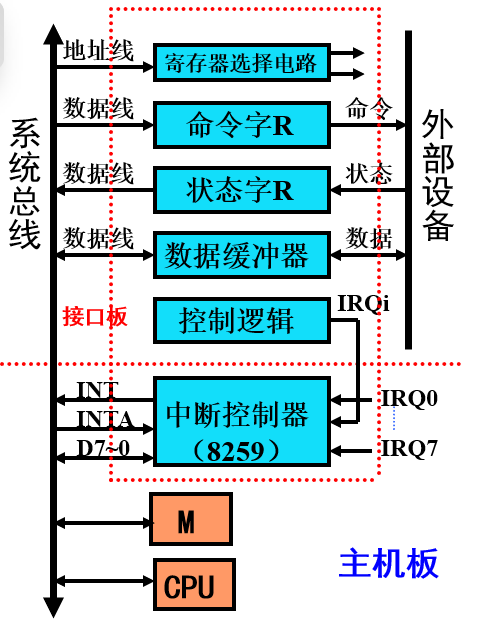 地址线
寄存器选择电路
数据线
命令字R
命令
数据线
状态字R
状态
数据线
数据缓冲器
数据
系统总线
外部设备
接口板
控制逻辑
IRQi
INT
INTA
D7~0
中断控制器
（8259）
IRQ0
IRQ7
M
CPU
主机板